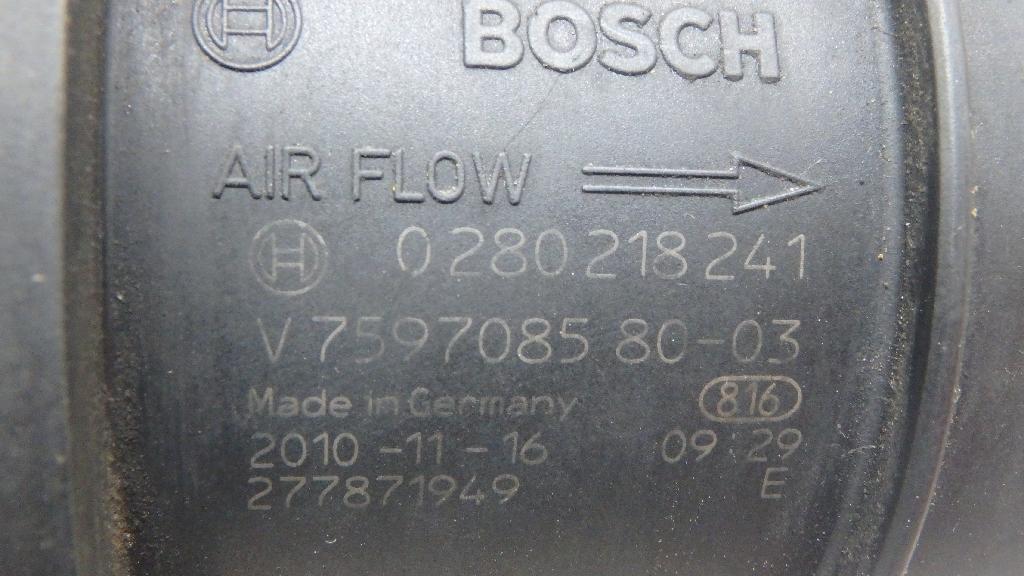 BOSCH
AIR FLOW
0 280 218 241
V 7597085 80-03
Made in Germany 816
2010-11-16 09:29
277871949 E